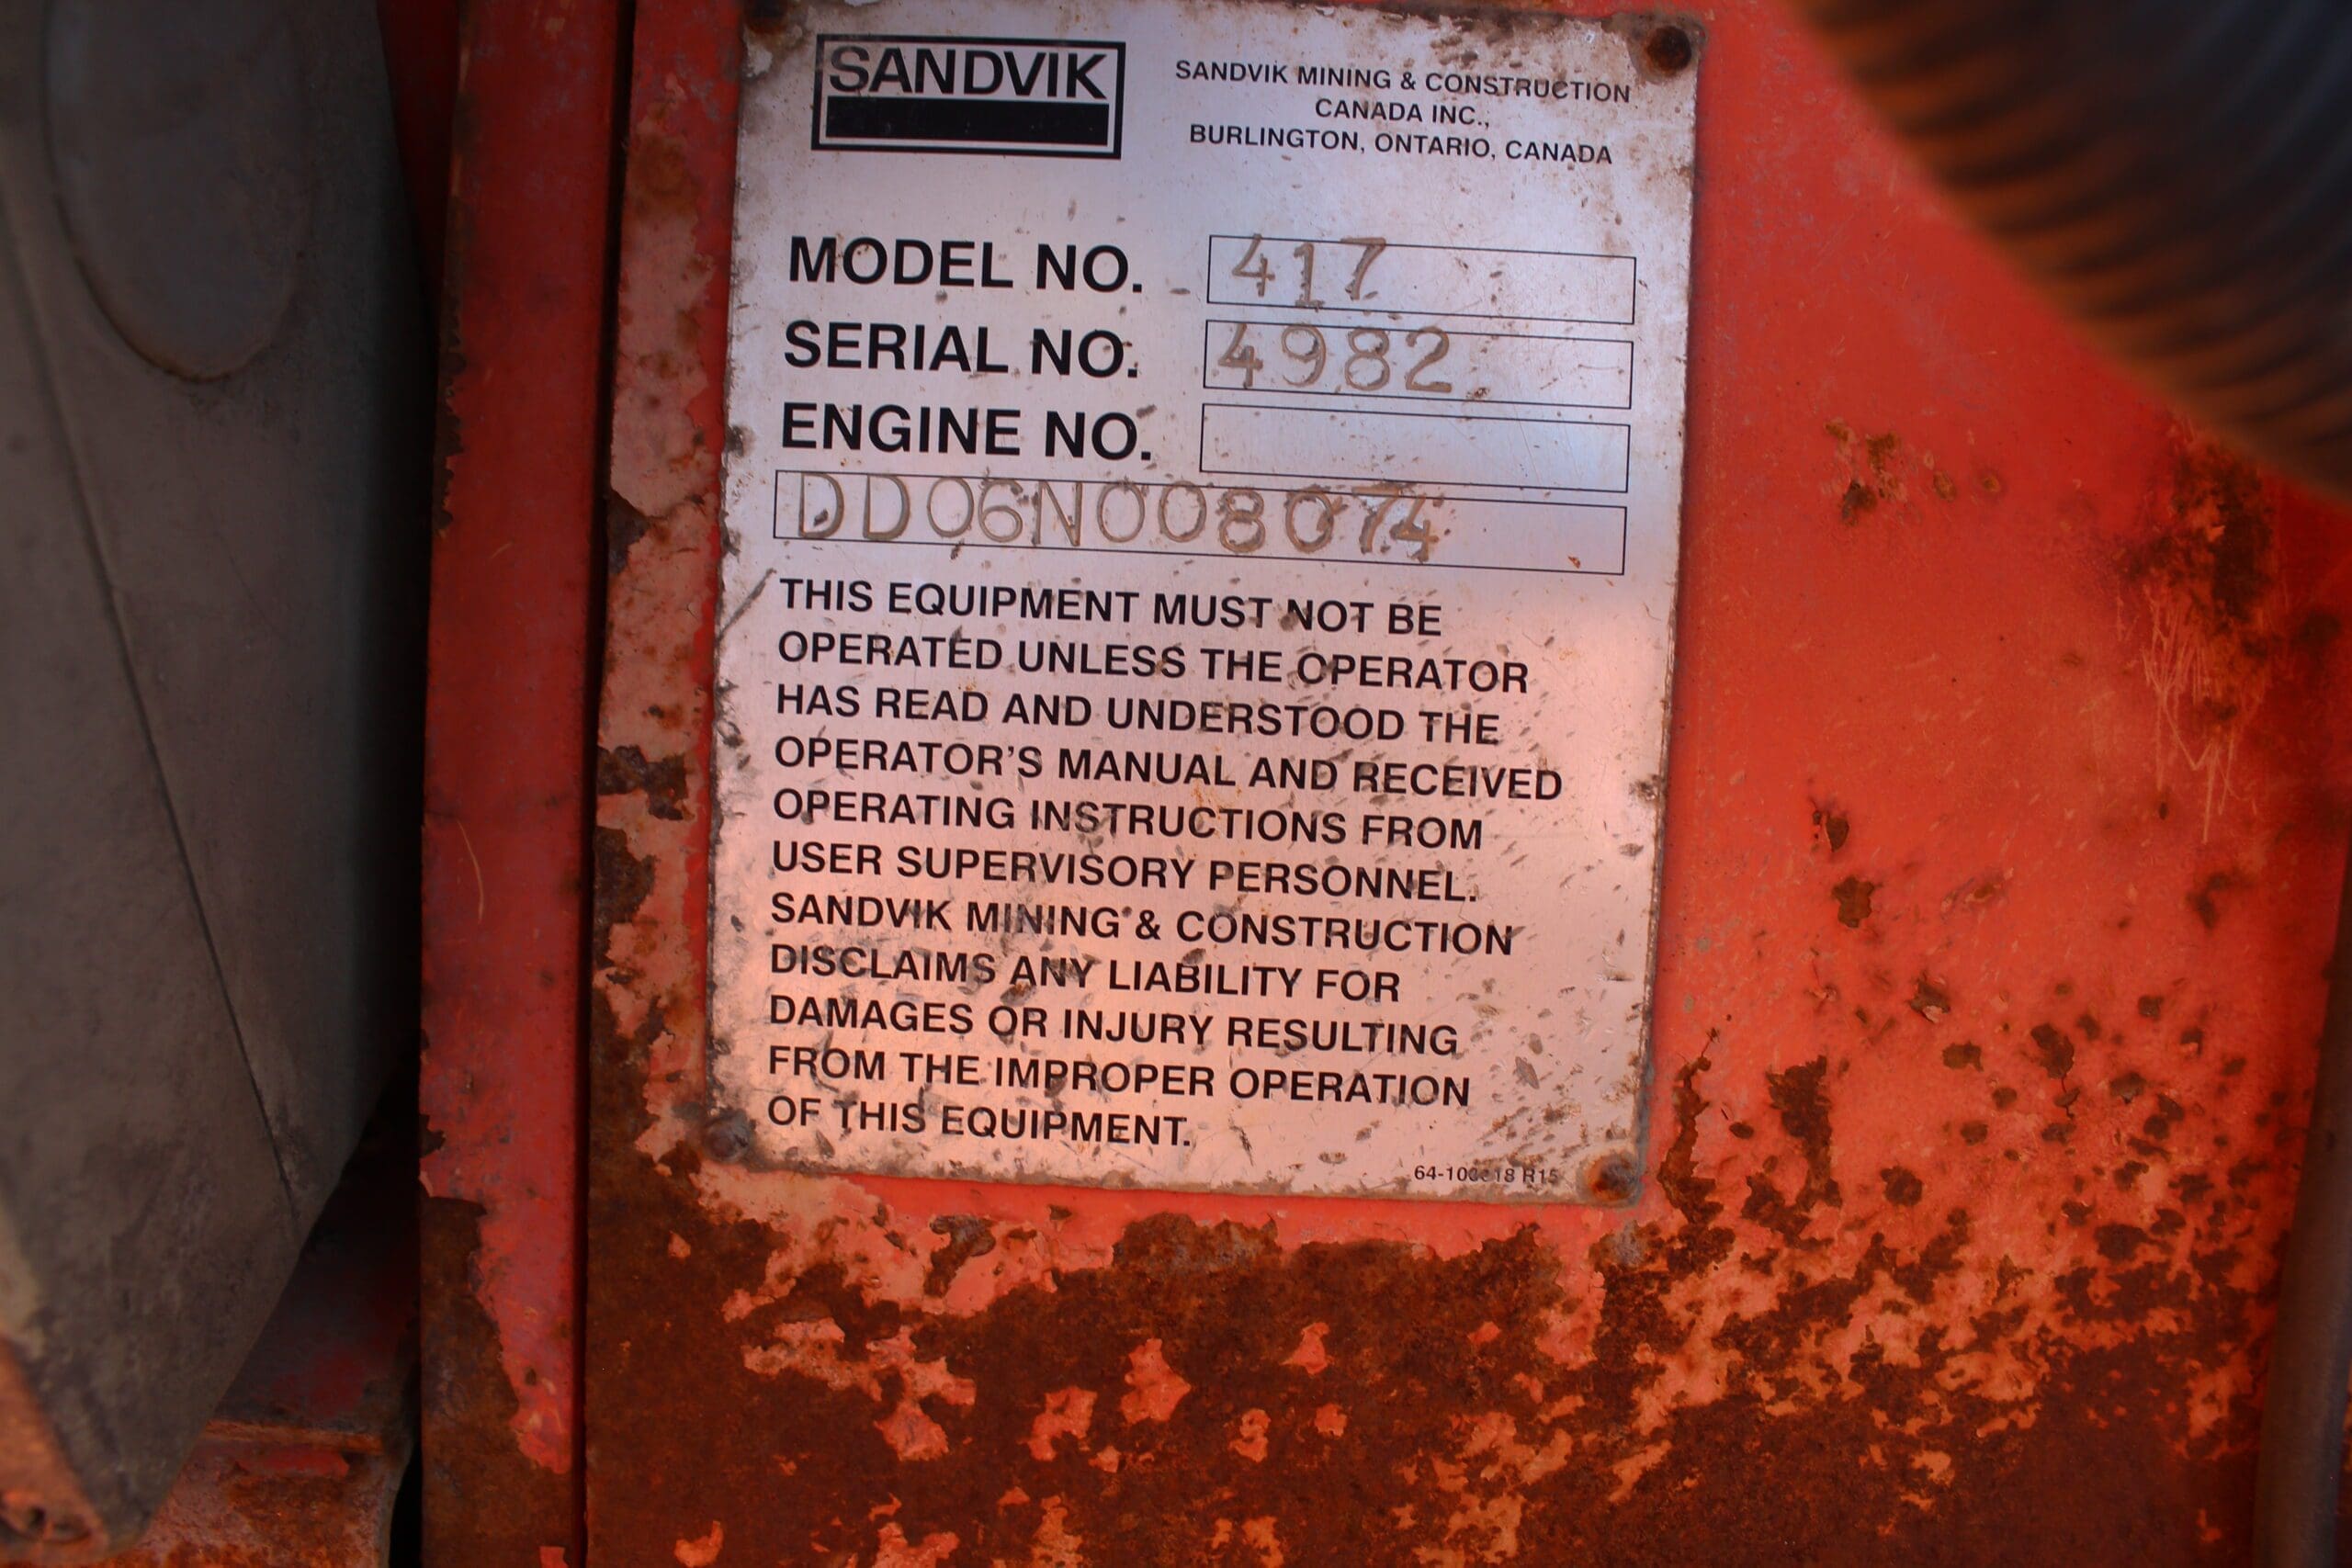 SANDVIK
SANDVIK MINING & CONSTRUCTION
CANADA INC.,
BURLINGTON, ONTARIO, CANADA
MODEL NO. 417
SERIAL NO. 4982
ENGINE NO.
DD06N008074
THIS EQUIPMENT MUST NOT BE
OPERATED UNLESS THE OPERATOR
HAS READ AND UNDERSTOOD THE
OPERATOR'S MANUAL AND RECEIVED
OPERATING INSTRUCTIONS FROM
USER SUPERVISORY PERSONNEL.
SANDVIK MINING & CONSTRUCTION
DISCLAIMS ANY LIABILITY FOR
DAMAGES OR INJURY RESULTING
FROM THE IMPROPER OPERATION
OF THIS EQUIPMENT.
R15